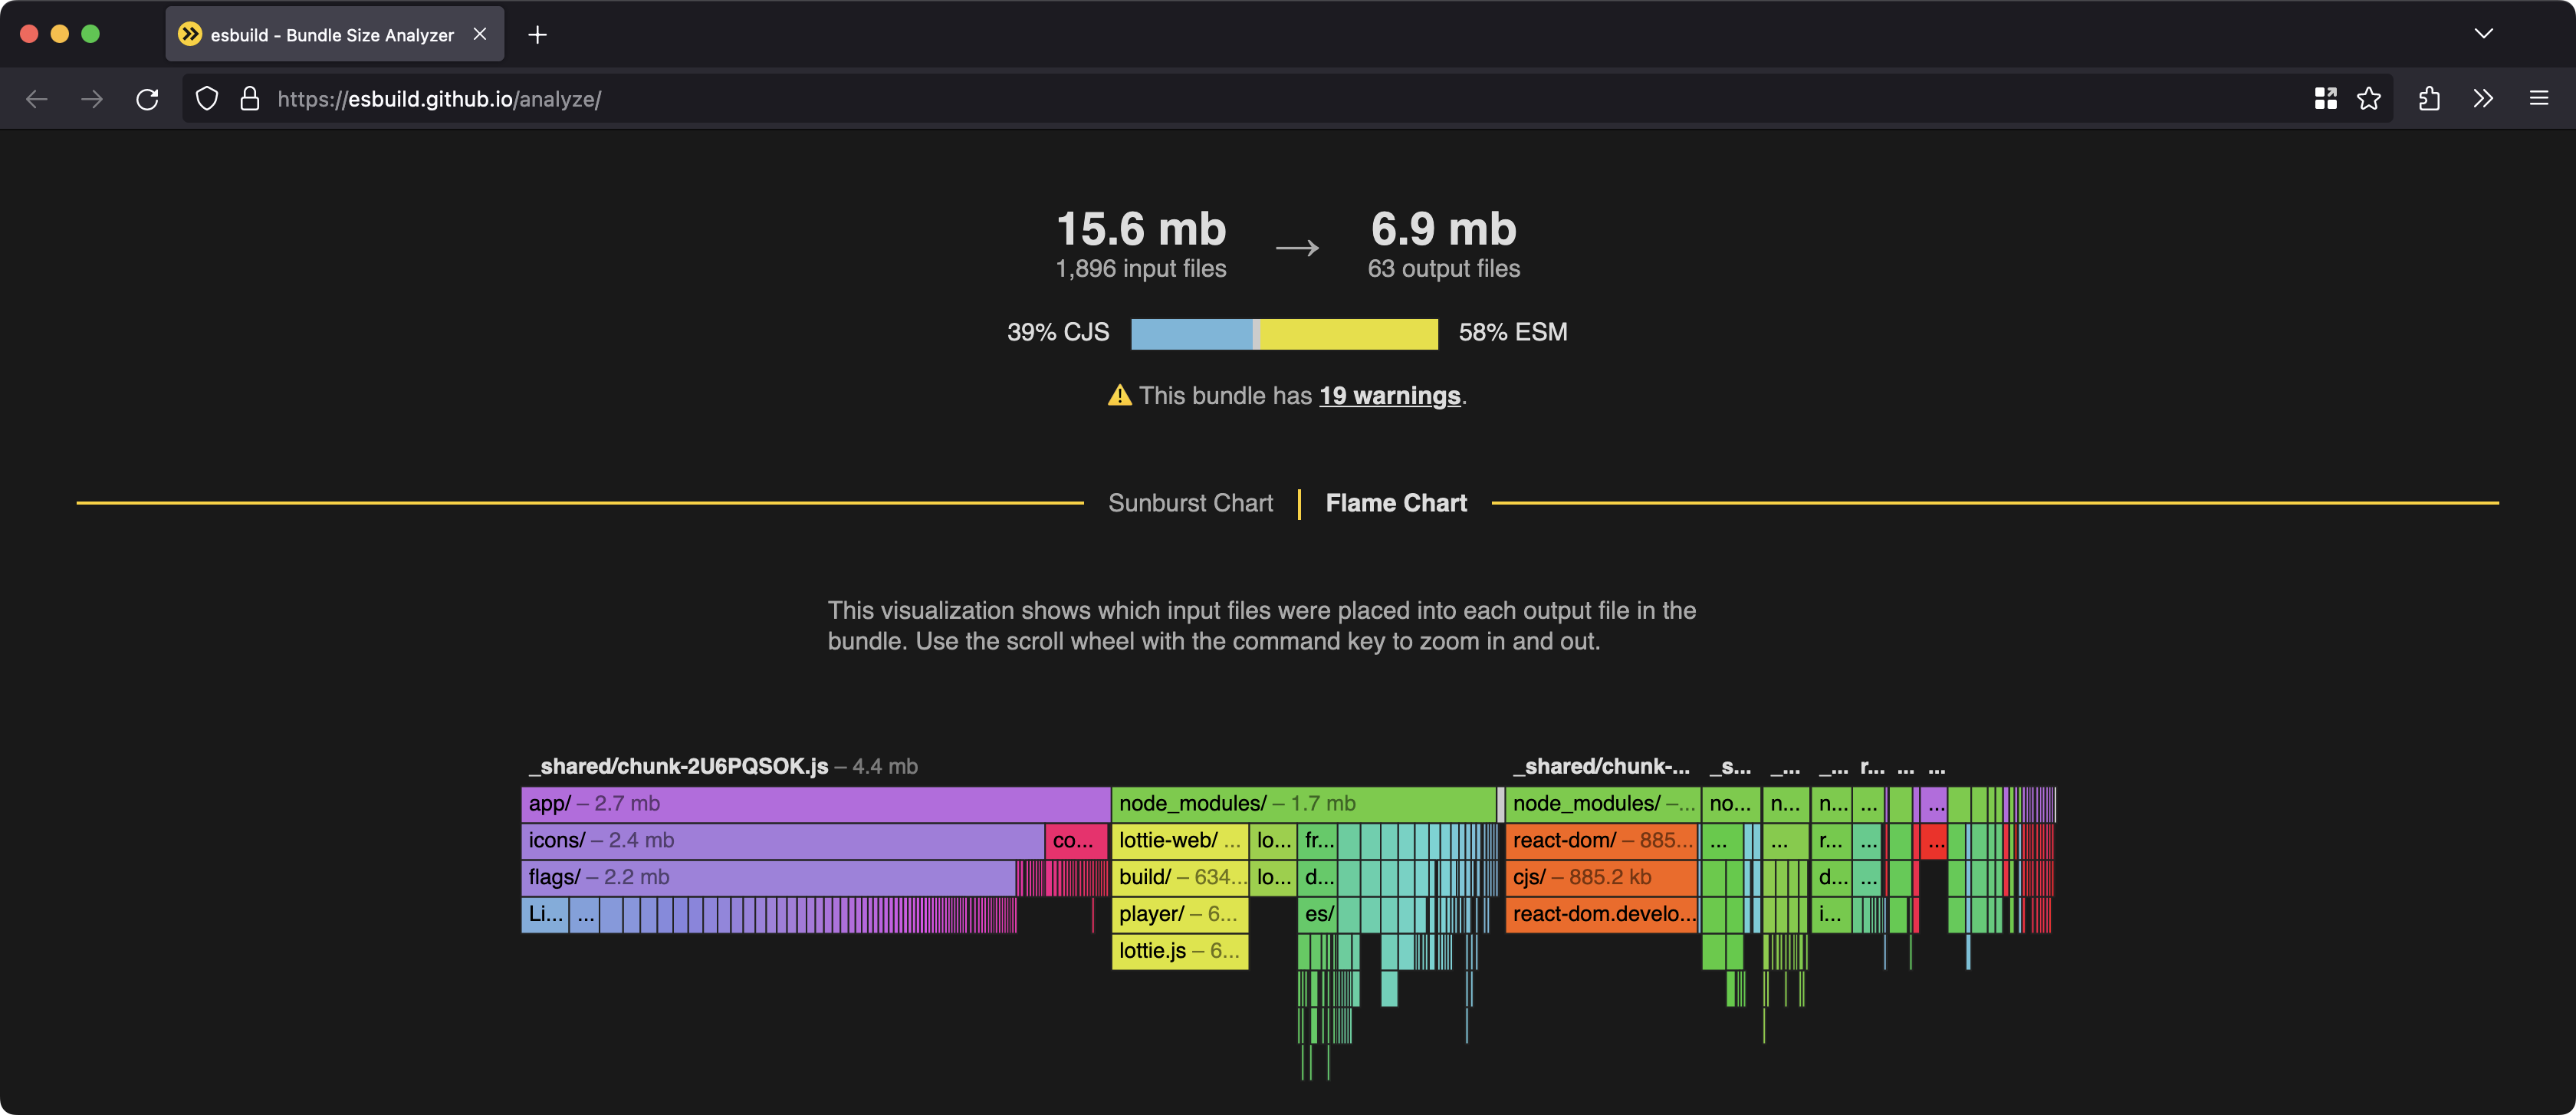 esbuild - Bundle Size Analyzer
https://esbuild.github.io/analyze/
15.6 mb → 6.9 mb
1,896 input files 63 output files
39% CJS 58% ESM
This bundle has 19 warnings.
Sunburst Chart | Flame Chart
This visualization shows which input files were placed into each output file in the
bundle. Use the scroll wheel with the command key to zoom in and out.
_shared/chunk-2U6PQSOK.js – 4.4 mb _shared/chunk-... _s... _... _... r... ... ...
app/ – 2.7 mb node_modules/ – 1.7 mb node_modules/ –... no... n... n... ... ...
icons/ – 2.4 mb co... lottie-web/ ... lo... fr... react-dom/ – 885... ... ... r... ... ...
flags/ – 2.2 mb build/ – 634... lo... d... cjs/ – 885.2 kb d... ...
Li... ... player/ – 6... es/ react-dom.develo... i...
lottie.js – 6...